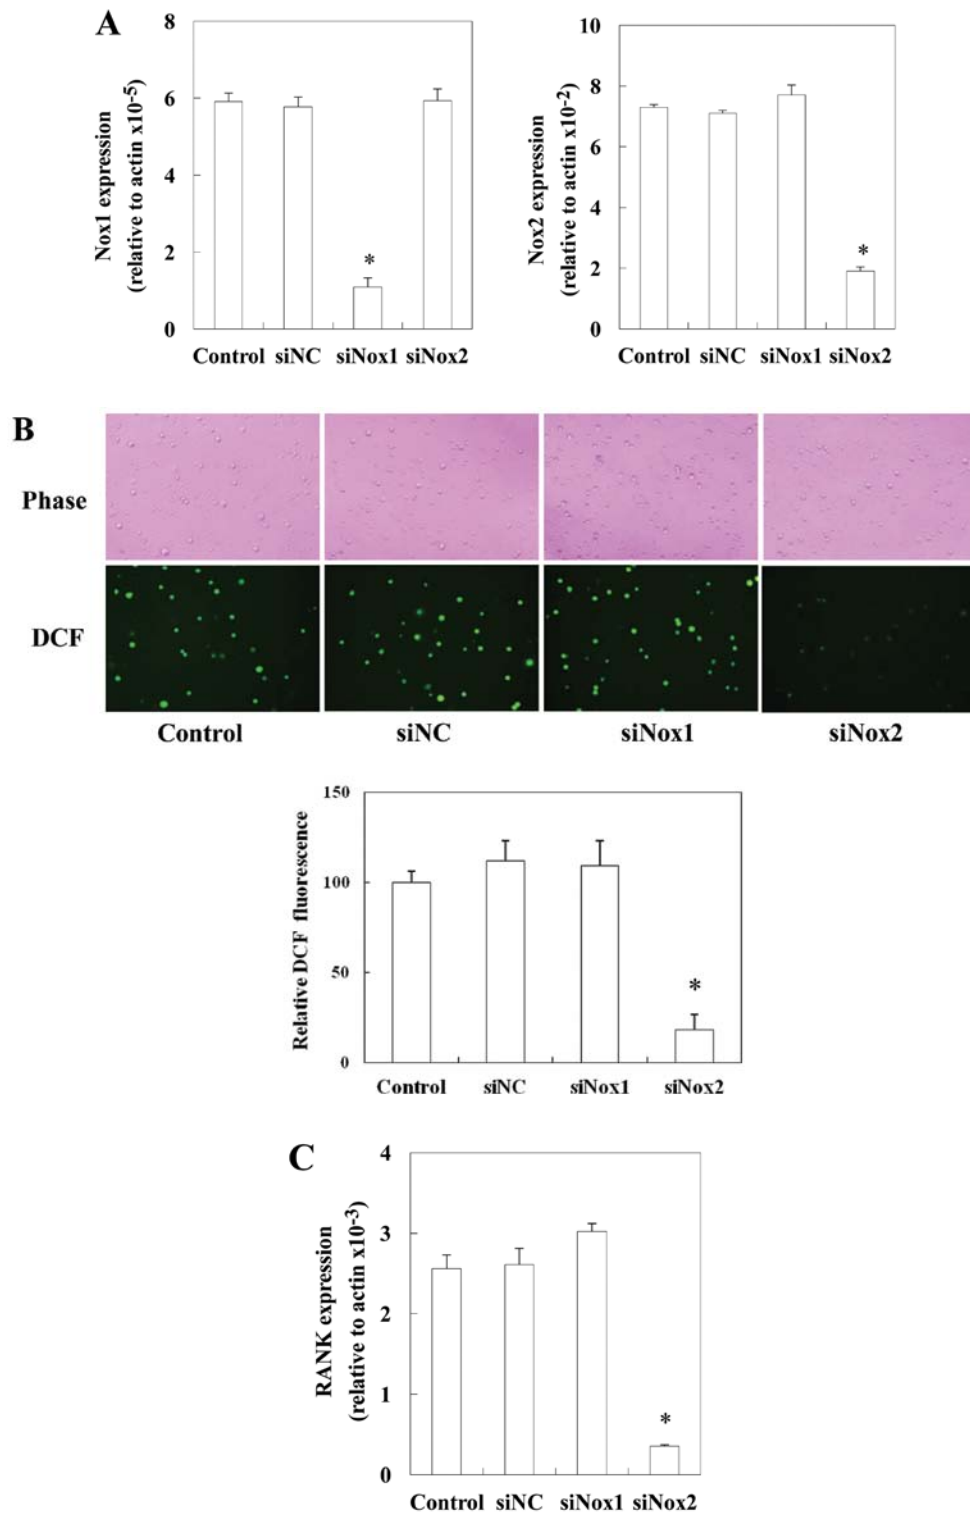 A
8
6
4
2
0
Nox1 expression
(relative to actin x10-5)
*
Control siNC siNox1 siNox2
10
8
6
4
2
0
Nox2 expression
(relative to actin x10-2)
*
Control siNC siNox1 siNox2
B
Phase
DCF
Control siNC siNox1 siNox2
150
100
50
0
Relative DCF fluorescence
*
Control siNC siNox1 siNox2
C
4
3
2
1
0
RANK expression
(relative to actin x10-3)
*
Control siNC siNox1 siNox2